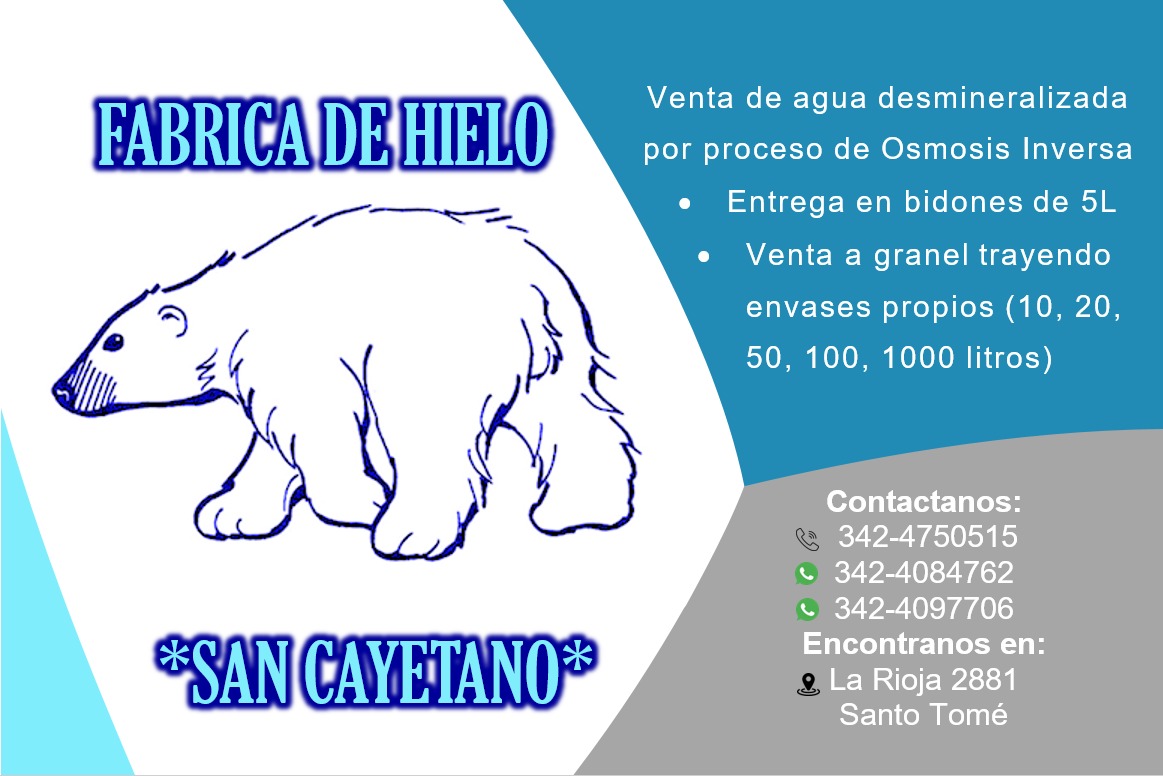 FABRICA DE HIELO
*SAN CAYETANO*
Venta de agua desmineralizada
por proceso de Osmosis Inversa
• Entrega en bidones de 5L
• Venta a granel trayendo
envases propios (10, 20,
50, 100, 1000 litros)
Contactanos:
342-4750515
342-4084762
342-4097706
Encontranos en:
La Rioja 2881
Santo Tomé